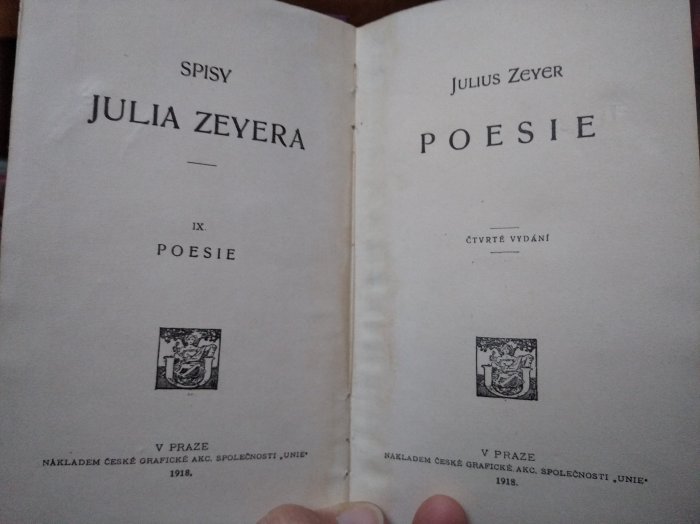 SPISY
JULIA ZEYERA
IX.
POESIE
V PRAZE
NÁKLADEM ČESKÉ GRAFICKÉ AKC. SPOLEČNOSTI „UNIE“
1918.
JULIUS ZEYER
POESIE
ČTVRTÉ VYDÁNÍ
V PRAZE
NÁKLADEM ČESKÉ GRAFICKÉ AKC. SPOLEČNOSTI „UNIE“
1918.